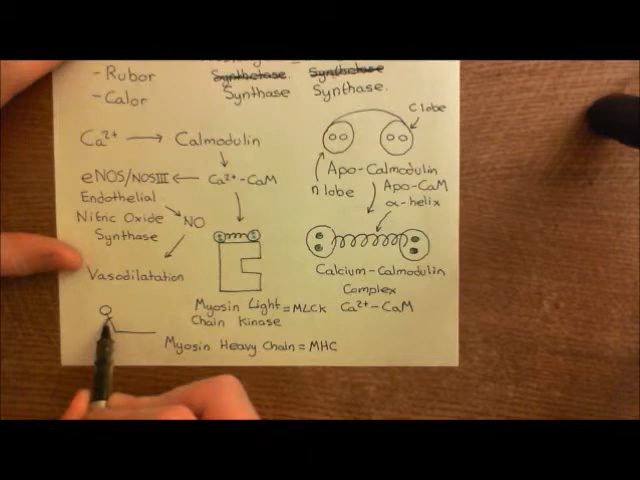 - Rubor
- Calor
Synthetase.
Synthase
Synthetase
Synthase.
Ca²⁺ → Calmodulin
eNOS/NOSIII ← Ca²⁺-CaM
Endothelial
Nitric Oxide
Synthase
NO
Vasodilatation
Myosin Light = MLCK
Chain Kinase
Myosin Heavy Chain = MHC
C lobe
n lobe
Apo-Calmodulin
Apo-CaM
α-helix
Calcium-Calmodulin
Complex
Ca²⁺-CaM